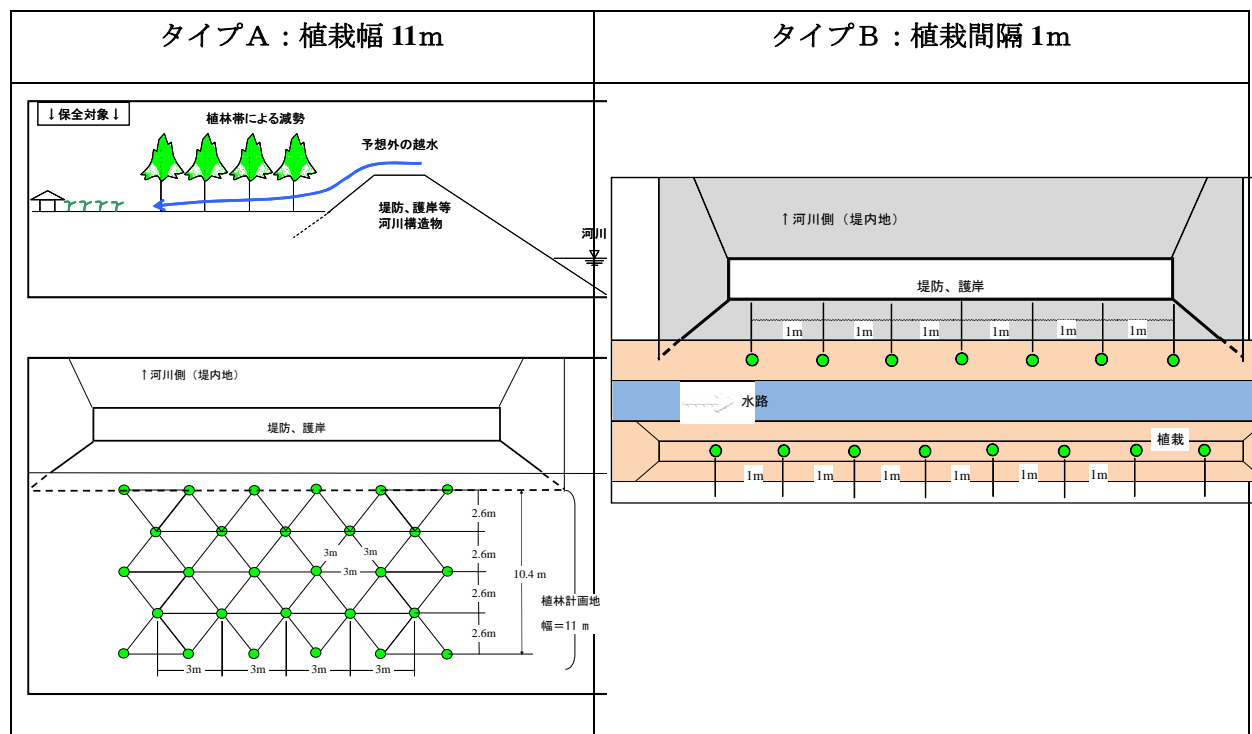 タイプA：植栽幅 11m
タイプB：植栽間隔 1m
↓保全対象↓
植林帯による減勢
予想外の越水
堤防、護岸等
河川構造物
河川
↑河川側（堤内地）
堤防、護岸
2.6m
2.6m
2.6m
2.6m
3m
3m
3m
10.4 m
植林計画地
幅＝11 m
3m
3m
3m
3m
↑河川側（堤内地）
堤防、護岸
1m
1m
1m
1m
1m
1m
水路
植栽
1m
1m
1m
1m
1m
1m